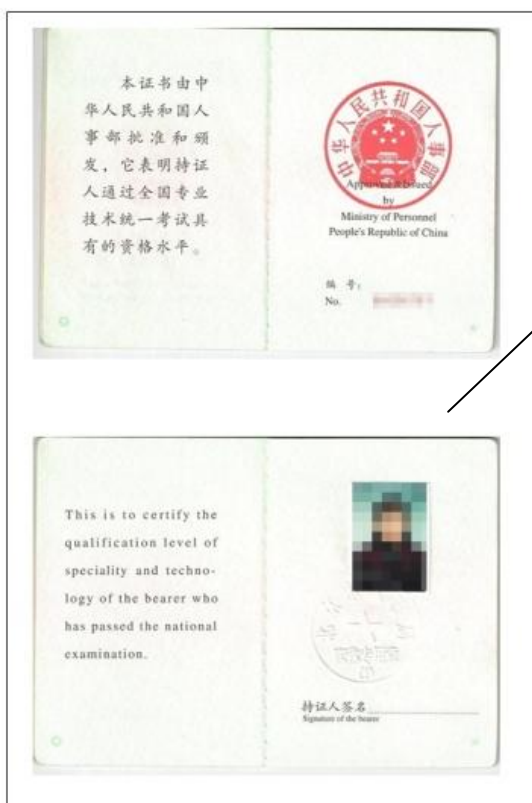 本证书由中
华人民共和国人
事部批准和颁
发，它表明持证
人通过全国专业
技术统一考试具
有的资格水平。
中华人民共和国人事部
Approved & Issued
by
Ministry of Personnel
People's Republic of China
编 号：
No.
This is to certify the
qualification level of
speciality and techno-
logy of the bearer who
has passed the national
examination.
持证人签名
Signature of the bearer